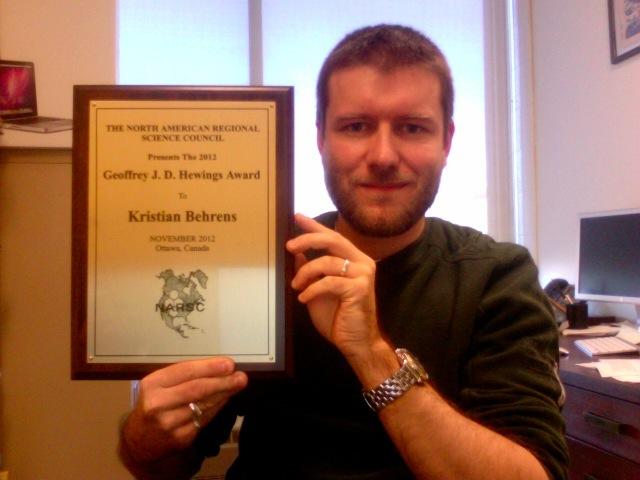 THE NORTH AMERICAN REGIONAL
SCIENCE COUNCIL
Presents The 2012
Geoffrey J. D. Hewings Award
To
Kristian Behrens
NOVEMBER 2012
Ottawa, Canada
NARSC